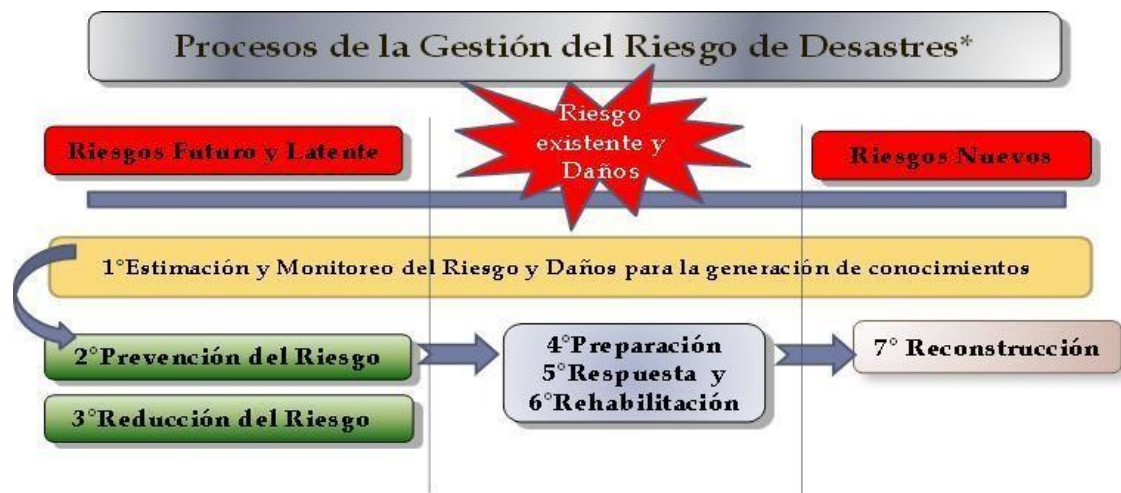 Procesos de la Gestión del Riesgo de Desastres*
Riesgos Futuro y Latente
Riesgo
existente y
Daños
Riesgos Nuevos
1°Estimación y Monitoreo del Riesgo y Daños para la generación de conocimientos
2°Prevención del Riesgo
3°Reducción del Riesgo
4°Preparación
5°Respuesta y
6°Rehabilitación
7° Reconstrucción